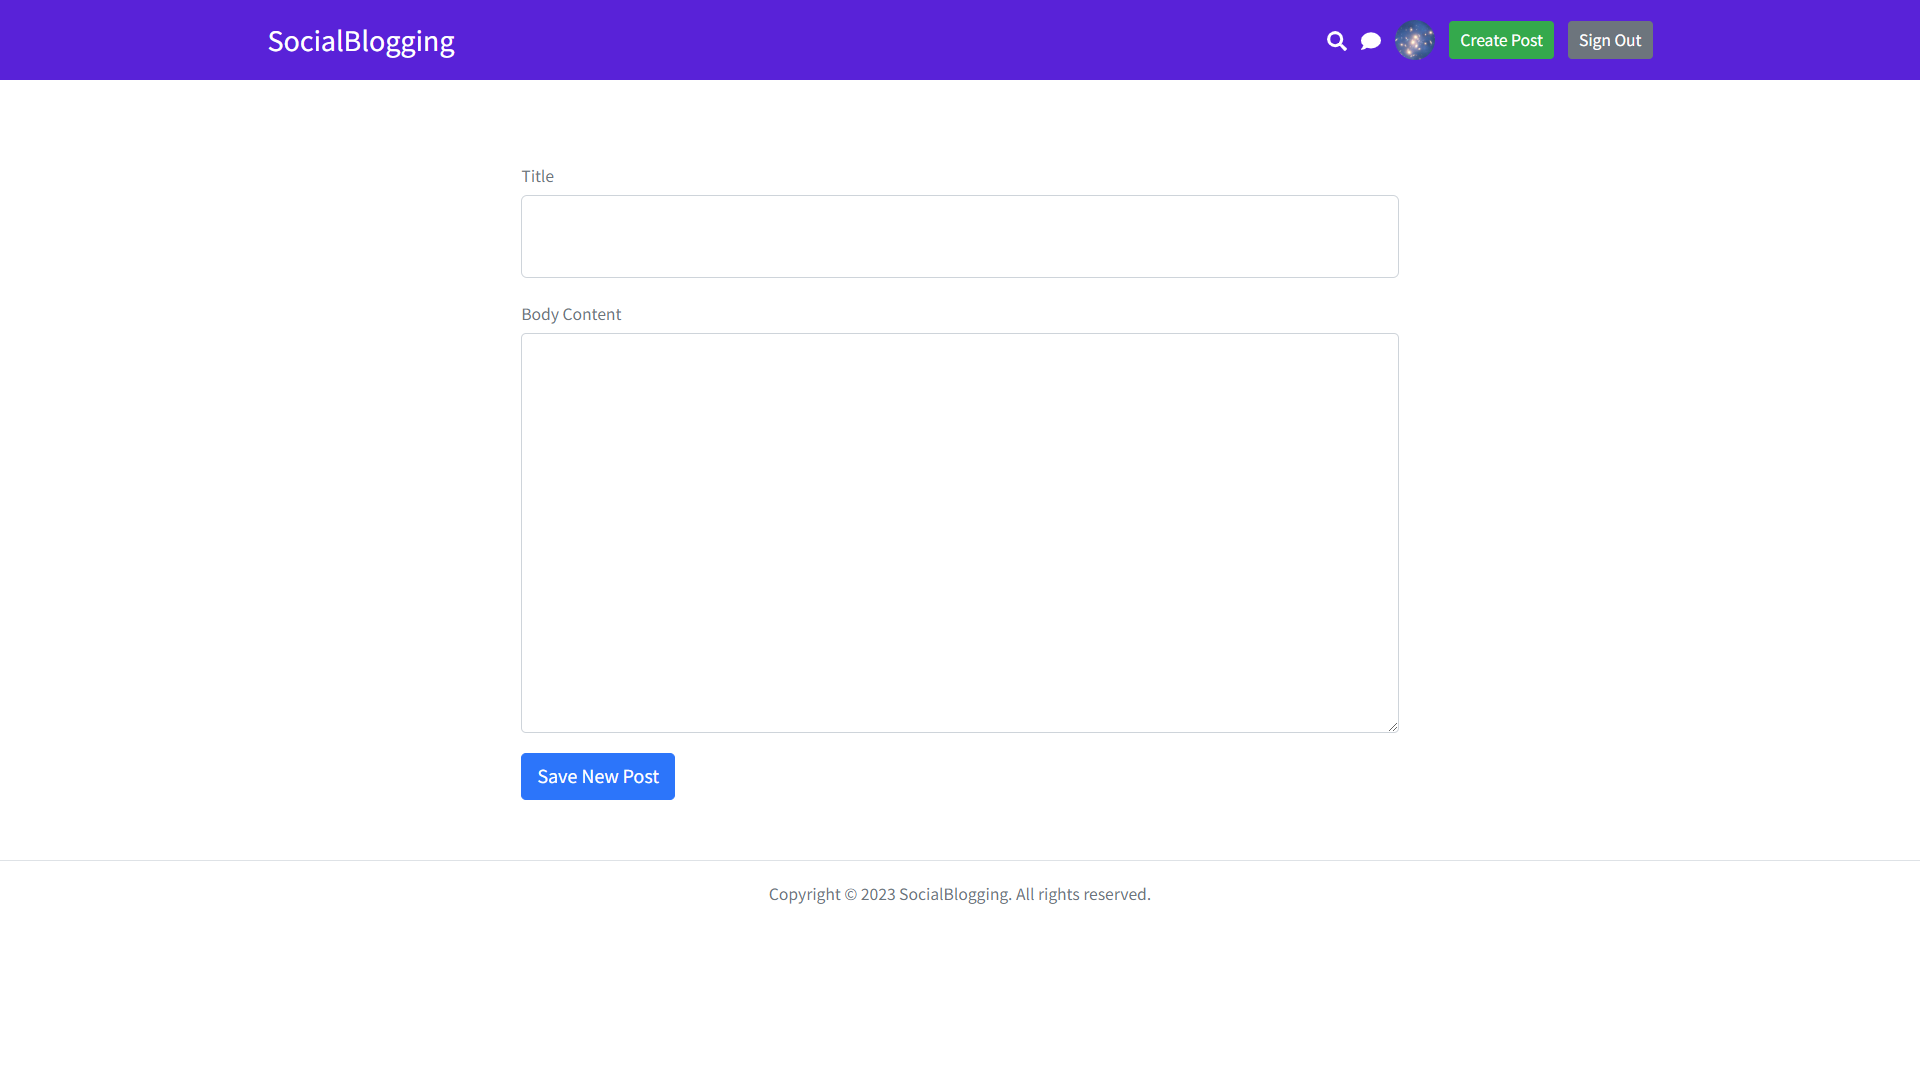 SocialBlogging
Create Post
Sign Out
Title
Body Content
Save New Post
Copyright © 2023 SocialBlogging. All rights reserved.